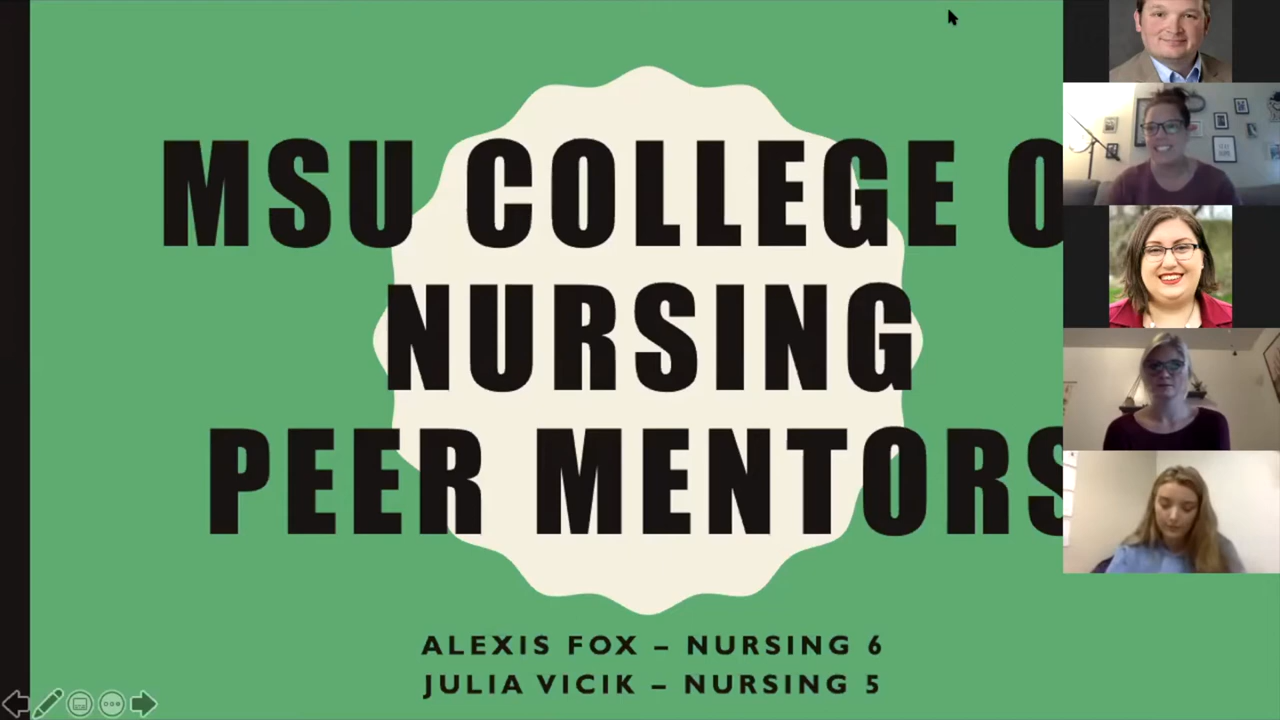 MSU COLLEGE O
NURSING
PEER MENTORS
ALEXIS FOX – NURSING 6
JULIA VICIK – NURSING 5